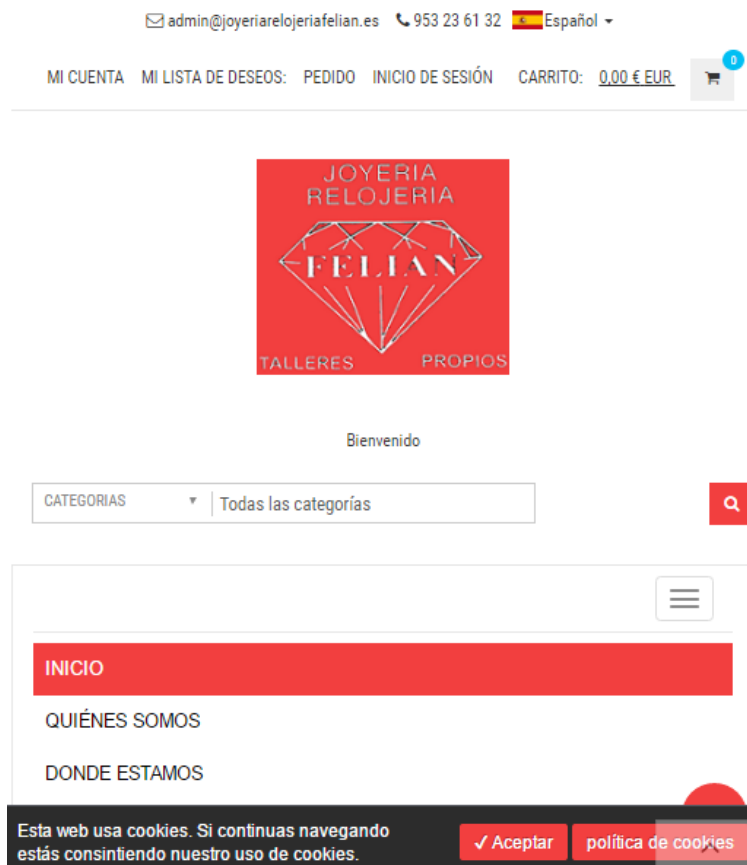 admin@joyeriarelojeriafelian.es 953 23 61 32 Español
MI CUENTA MI LISTA DE DESEOS: PEDIDO INICIO DE SESIÓN CARRITO: 0,00 € EUR 0
JOYERIA
RELOJERIA
FELIAN
TALLERES PROPIOS
Bienvenido
CATEGORIAS Todas las categorías
INICIO
QUIÉNES SOMOS
DONDE ESTAMOS
Esta web usa cookies. Si continuas navegando
estás consintiendo nuestro uso de cookies.
Aceptar política de cookies